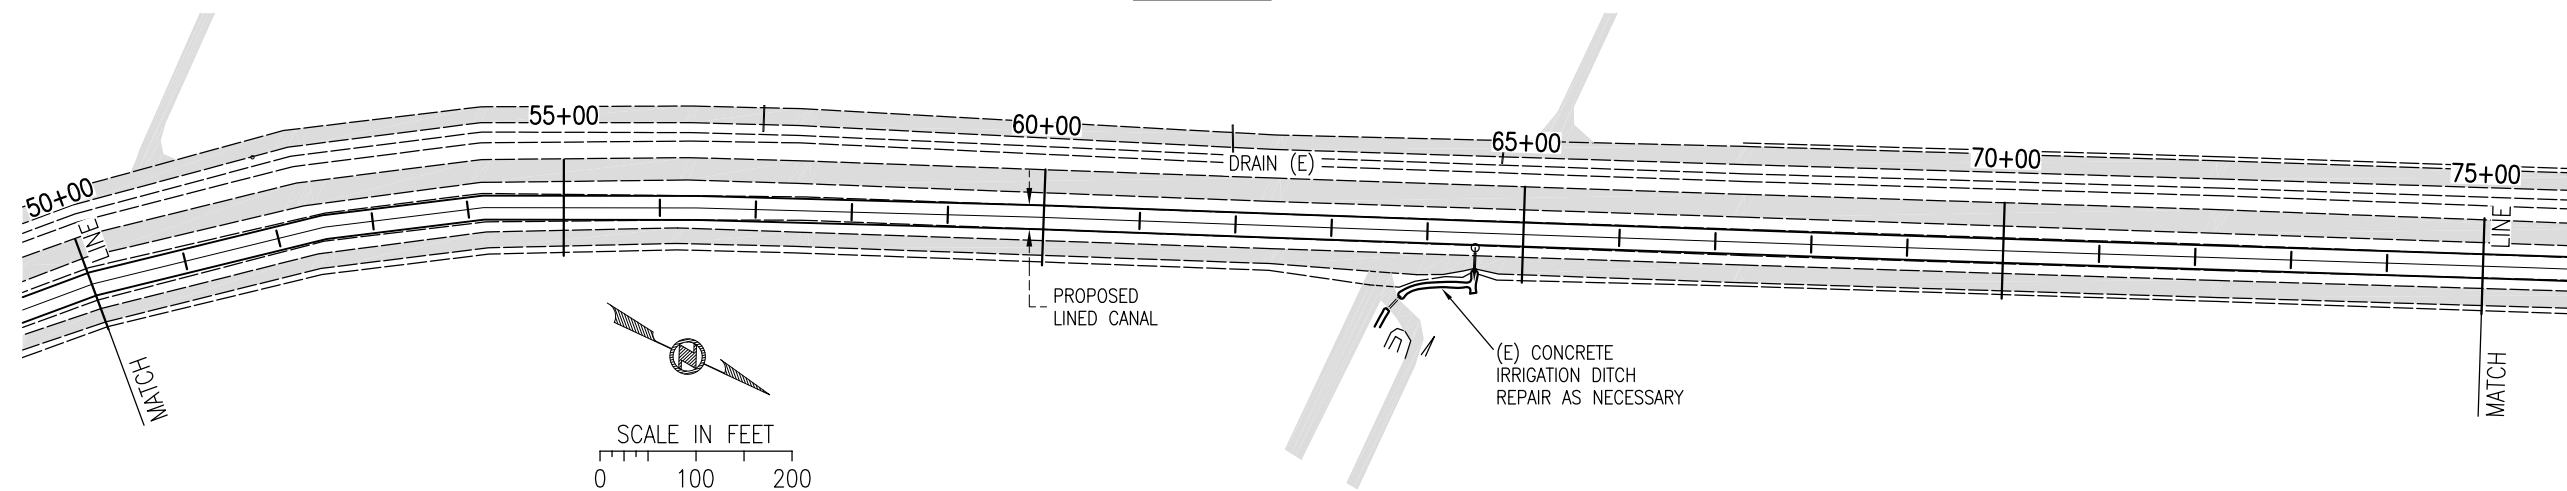 50+00
55+00
60+00
65+00
70+00
75+00
DRAIN (E)
LINE
LINE
PROPOSED
LINED CANAL
(E) CONCRETE
IRRIGATION DITCH
REPAIR AS NECESSARY
MATCH
MATCH
N
SCALE IN FEET
0 100 200